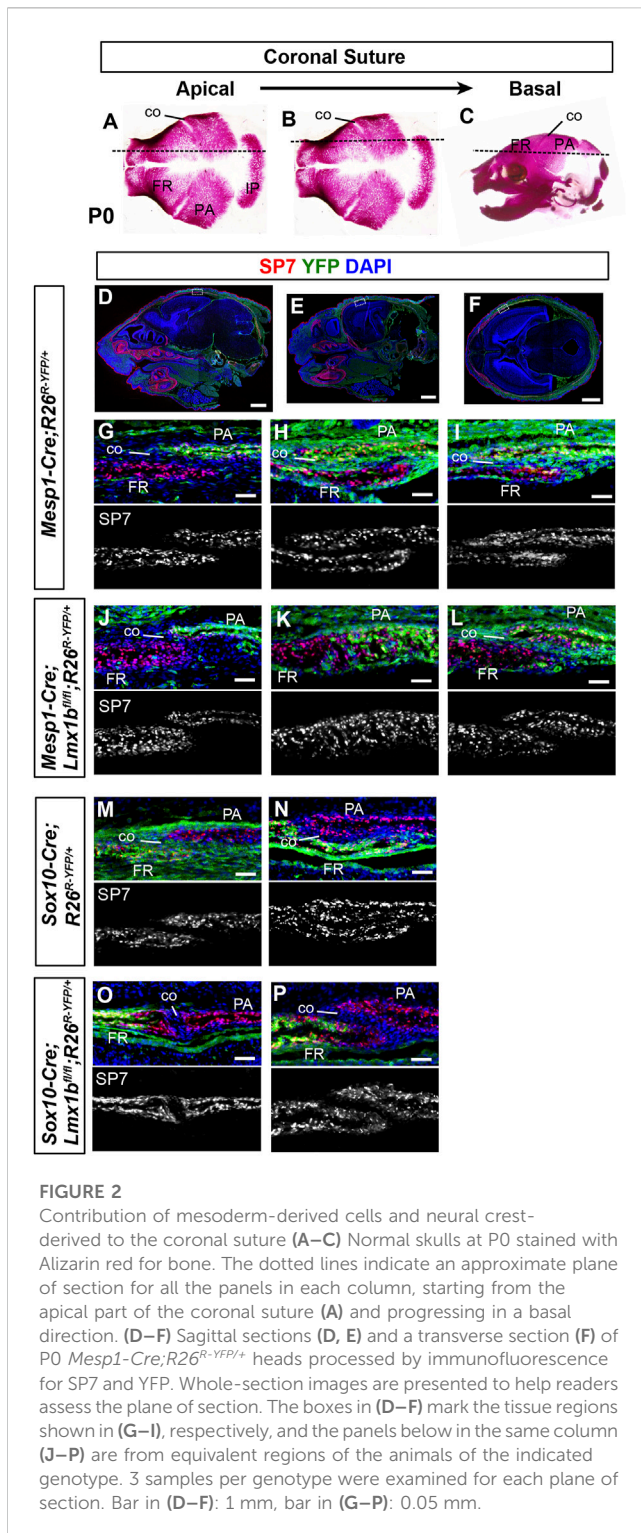 Coronal Suture
Apical Basal
A co B C co
FR PA IP FR PA
P0
SP7 YFP DAPI
Mesp1-Cre;R26R-YFP/+
D E F
G co PA FR H PA co FR I PA co FR
SP7
Mesp1-Cre;
Lmx1bfl/fl;R26R-YFP/+
J co PA FR K PA FR L PA co FR
SP7
Sox10-Cre;
R26R-YFP/+
M PA co FR N PA co FR
SP7
Sox10-Cre;
Lmx1bfl/fl;R26R-YFP/+
O co PA FR P co PA FR
SP7
FIGURE 2
Contribution of mesoderm-derived cells and neural crest-
derived to the coronal suture (A–C) Normal skulls at P0 stained with
Alizarin red for bone. The dotted lines indicate an approximate plane
of section for all the panels in each column, starting from the
apical part of the coronal suture (A) and progressing in a basal
direction. (D–F) Sagittal sections (D, E) and a transverse section (F) of
P0 Mesp1-Cre;R26R-YFP/+ heads processed by immunofluorescence
for SP7 and YFP. Whole-section images are presented to help readers
assess the plane of section. The boxes in (D–F) mark the tissue regions
shown in (G–I), respectively, and the panels below in the same column
(J–P) are from equivalent regions of the animals of the indicated
genotype. 3 samples per genotype were examined for each plane of
section. Bar in (D–F): 1 mm, bar in (G–P): 0.05 mm.